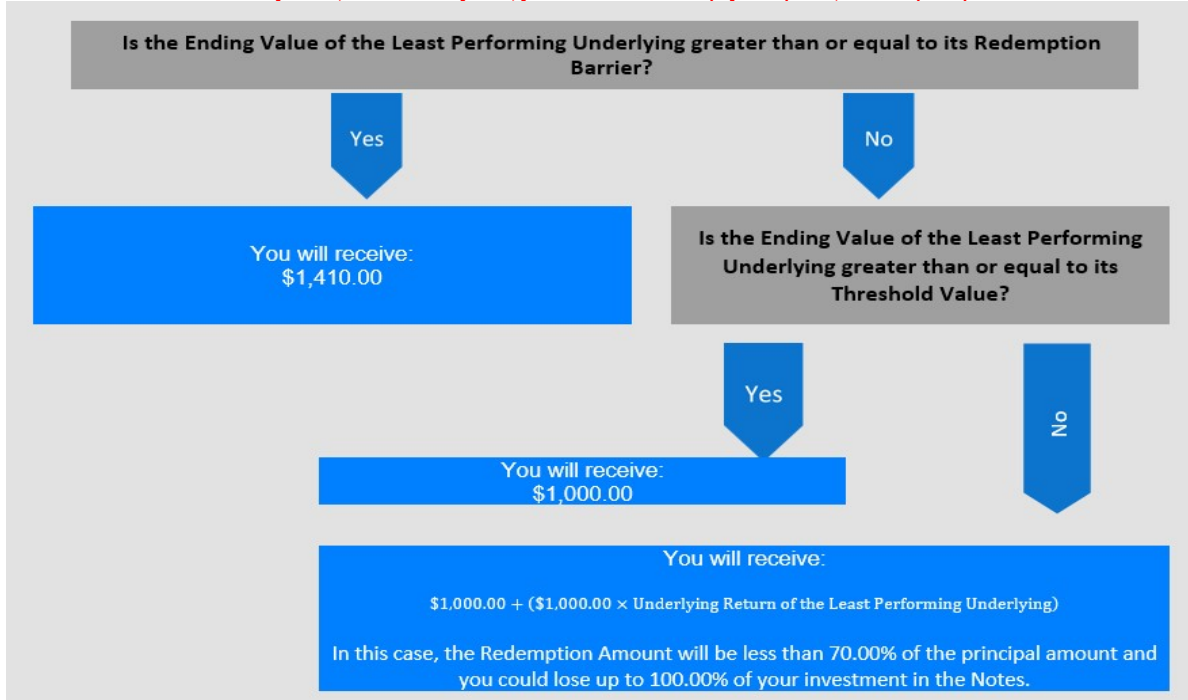 Is the Ending Value of the Least Performing Underlying greater than or equal to its Redemption
Barrier?
Yes
No
You will receive:
$1,410.00
Is the Ending Value of the Least Performing
Underlying greater than or equal to its
Threshold Value?
Yes
No
You will receive:
$1,000.00
You will receive:
$1,000.00 + ($1,000.00 × Underlying Return of the Least Performing Underlying)
In this case, the Redemption Amount will be less than 70.00% of the principal amount and
you could lose up to 100.00% of your investment in the Notes.